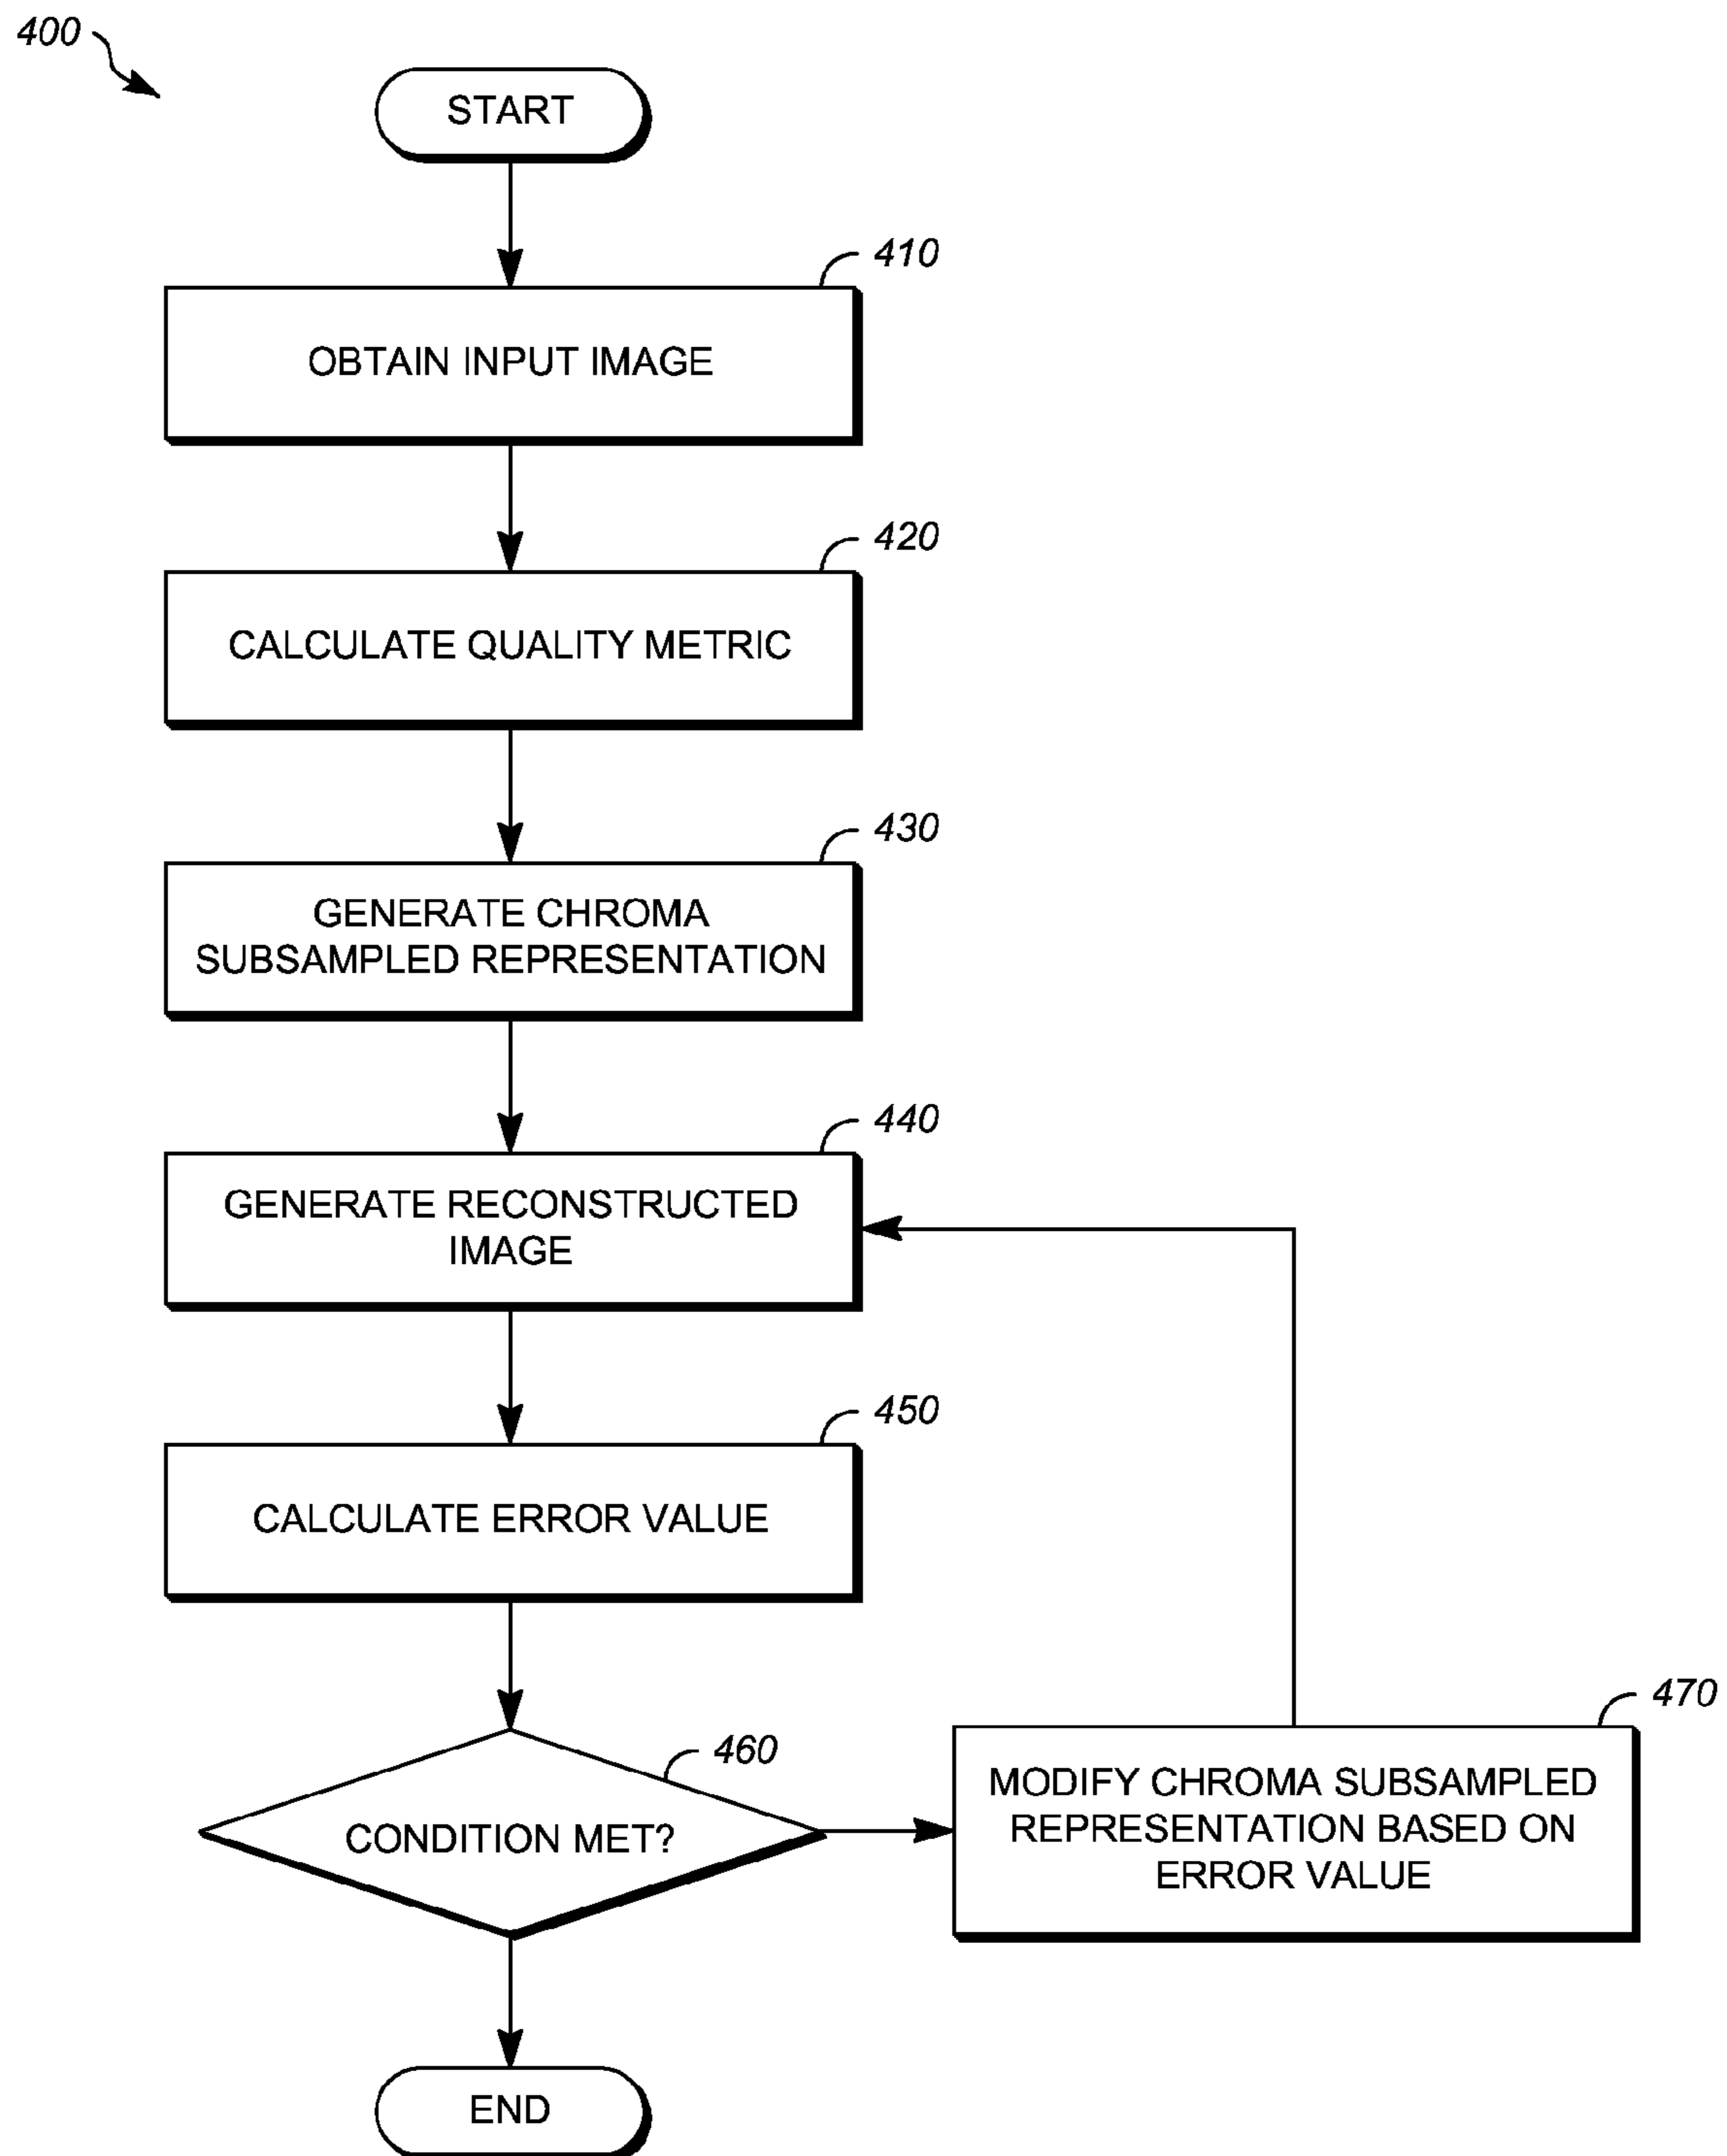 400
START
410
OBTAIN INPUT IMAGE
420
CALCULATE QUALITY METRIC
430
GENERATE CHROMA
SUBSAMPLED REPRESENTATION
440
GENERATE RECONSTRUCTED
IMAGE
450
CALCULATE ERROR VALUE
460
CONDITION MET?
470
MODIFY CHROMA SUBSAMPLED
REPRESENTATION BASED ON
ERROR VALUE
END